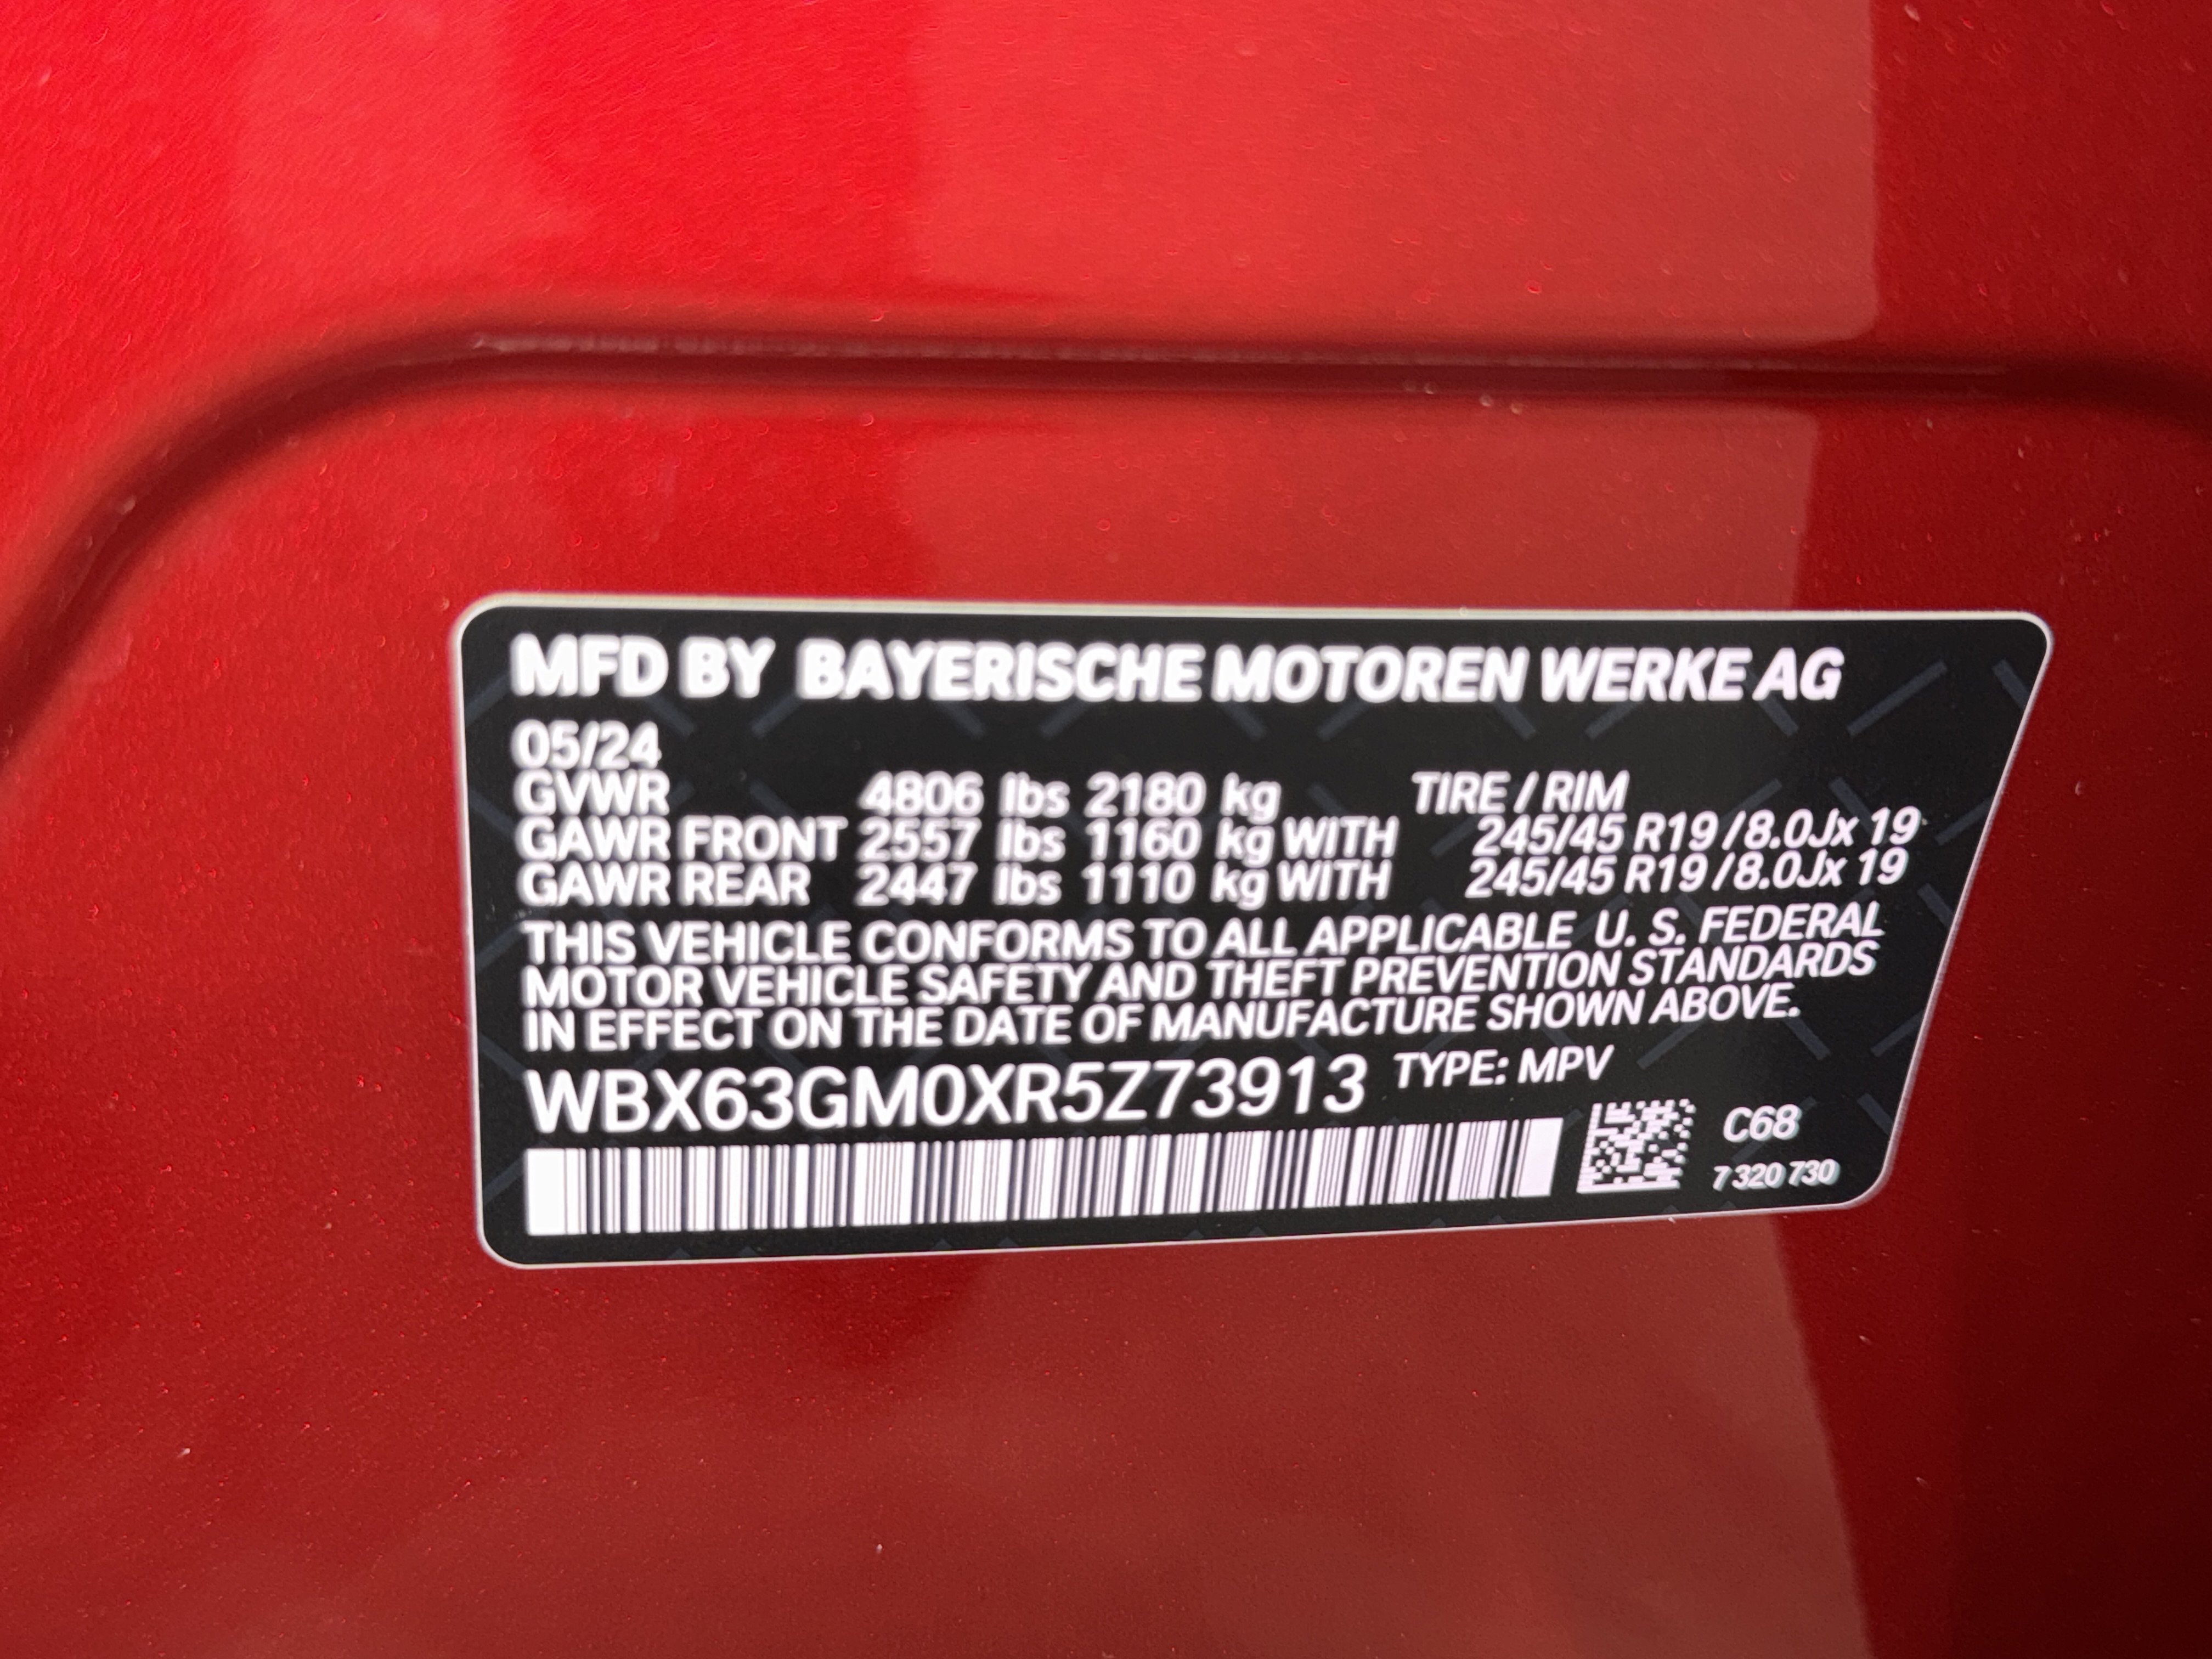 MFD BY BAYERISCHE MOTOREN WERKE AG
05/24
GVWR 4806 lbs 2180 kg TIRE / RIM
GAWR FRONT 2557 lbs 1160 kg WITH 245/45 R19 / 8.0Jx 19
GAWR REAR 2447 lbs 1110 kg WITH 245/45 R19 / 8.0Jx 19
THIS VEHICLE CONFORMS TO ALL APPLICABLE U. S. FEDERAL
MOTOR VEHICLE SAFETY AND THEFT PREVENTION STANDARDS
IN EFFECT ON THE DATE OF MANUFACTURE SHOWN ABOVE.
WBX63GM0XR5Z73913 TYPE: MPV
C68
7 320 730